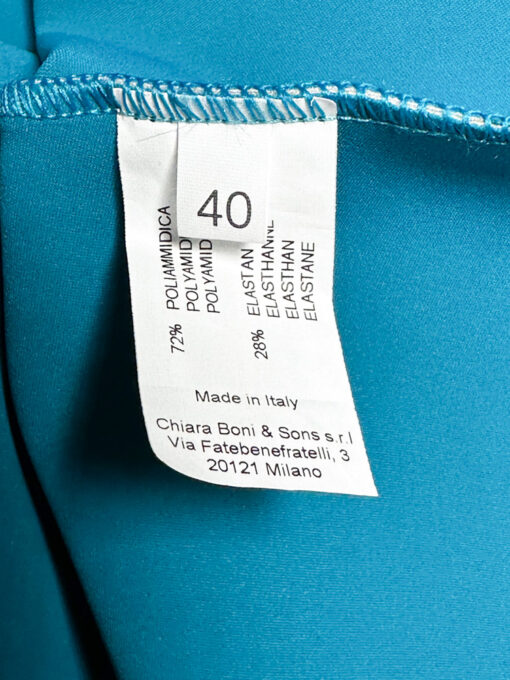 40
72% POLIAMMIDICA
POLYAMID
POLYAMID
28% ELASTAN
ELASTHANNE
ELASTHAN
ELASTANE
Made in Italy
Chiara Boni & Sons s.r.l
Via Fatebenefratelli, 3
20121 Milano